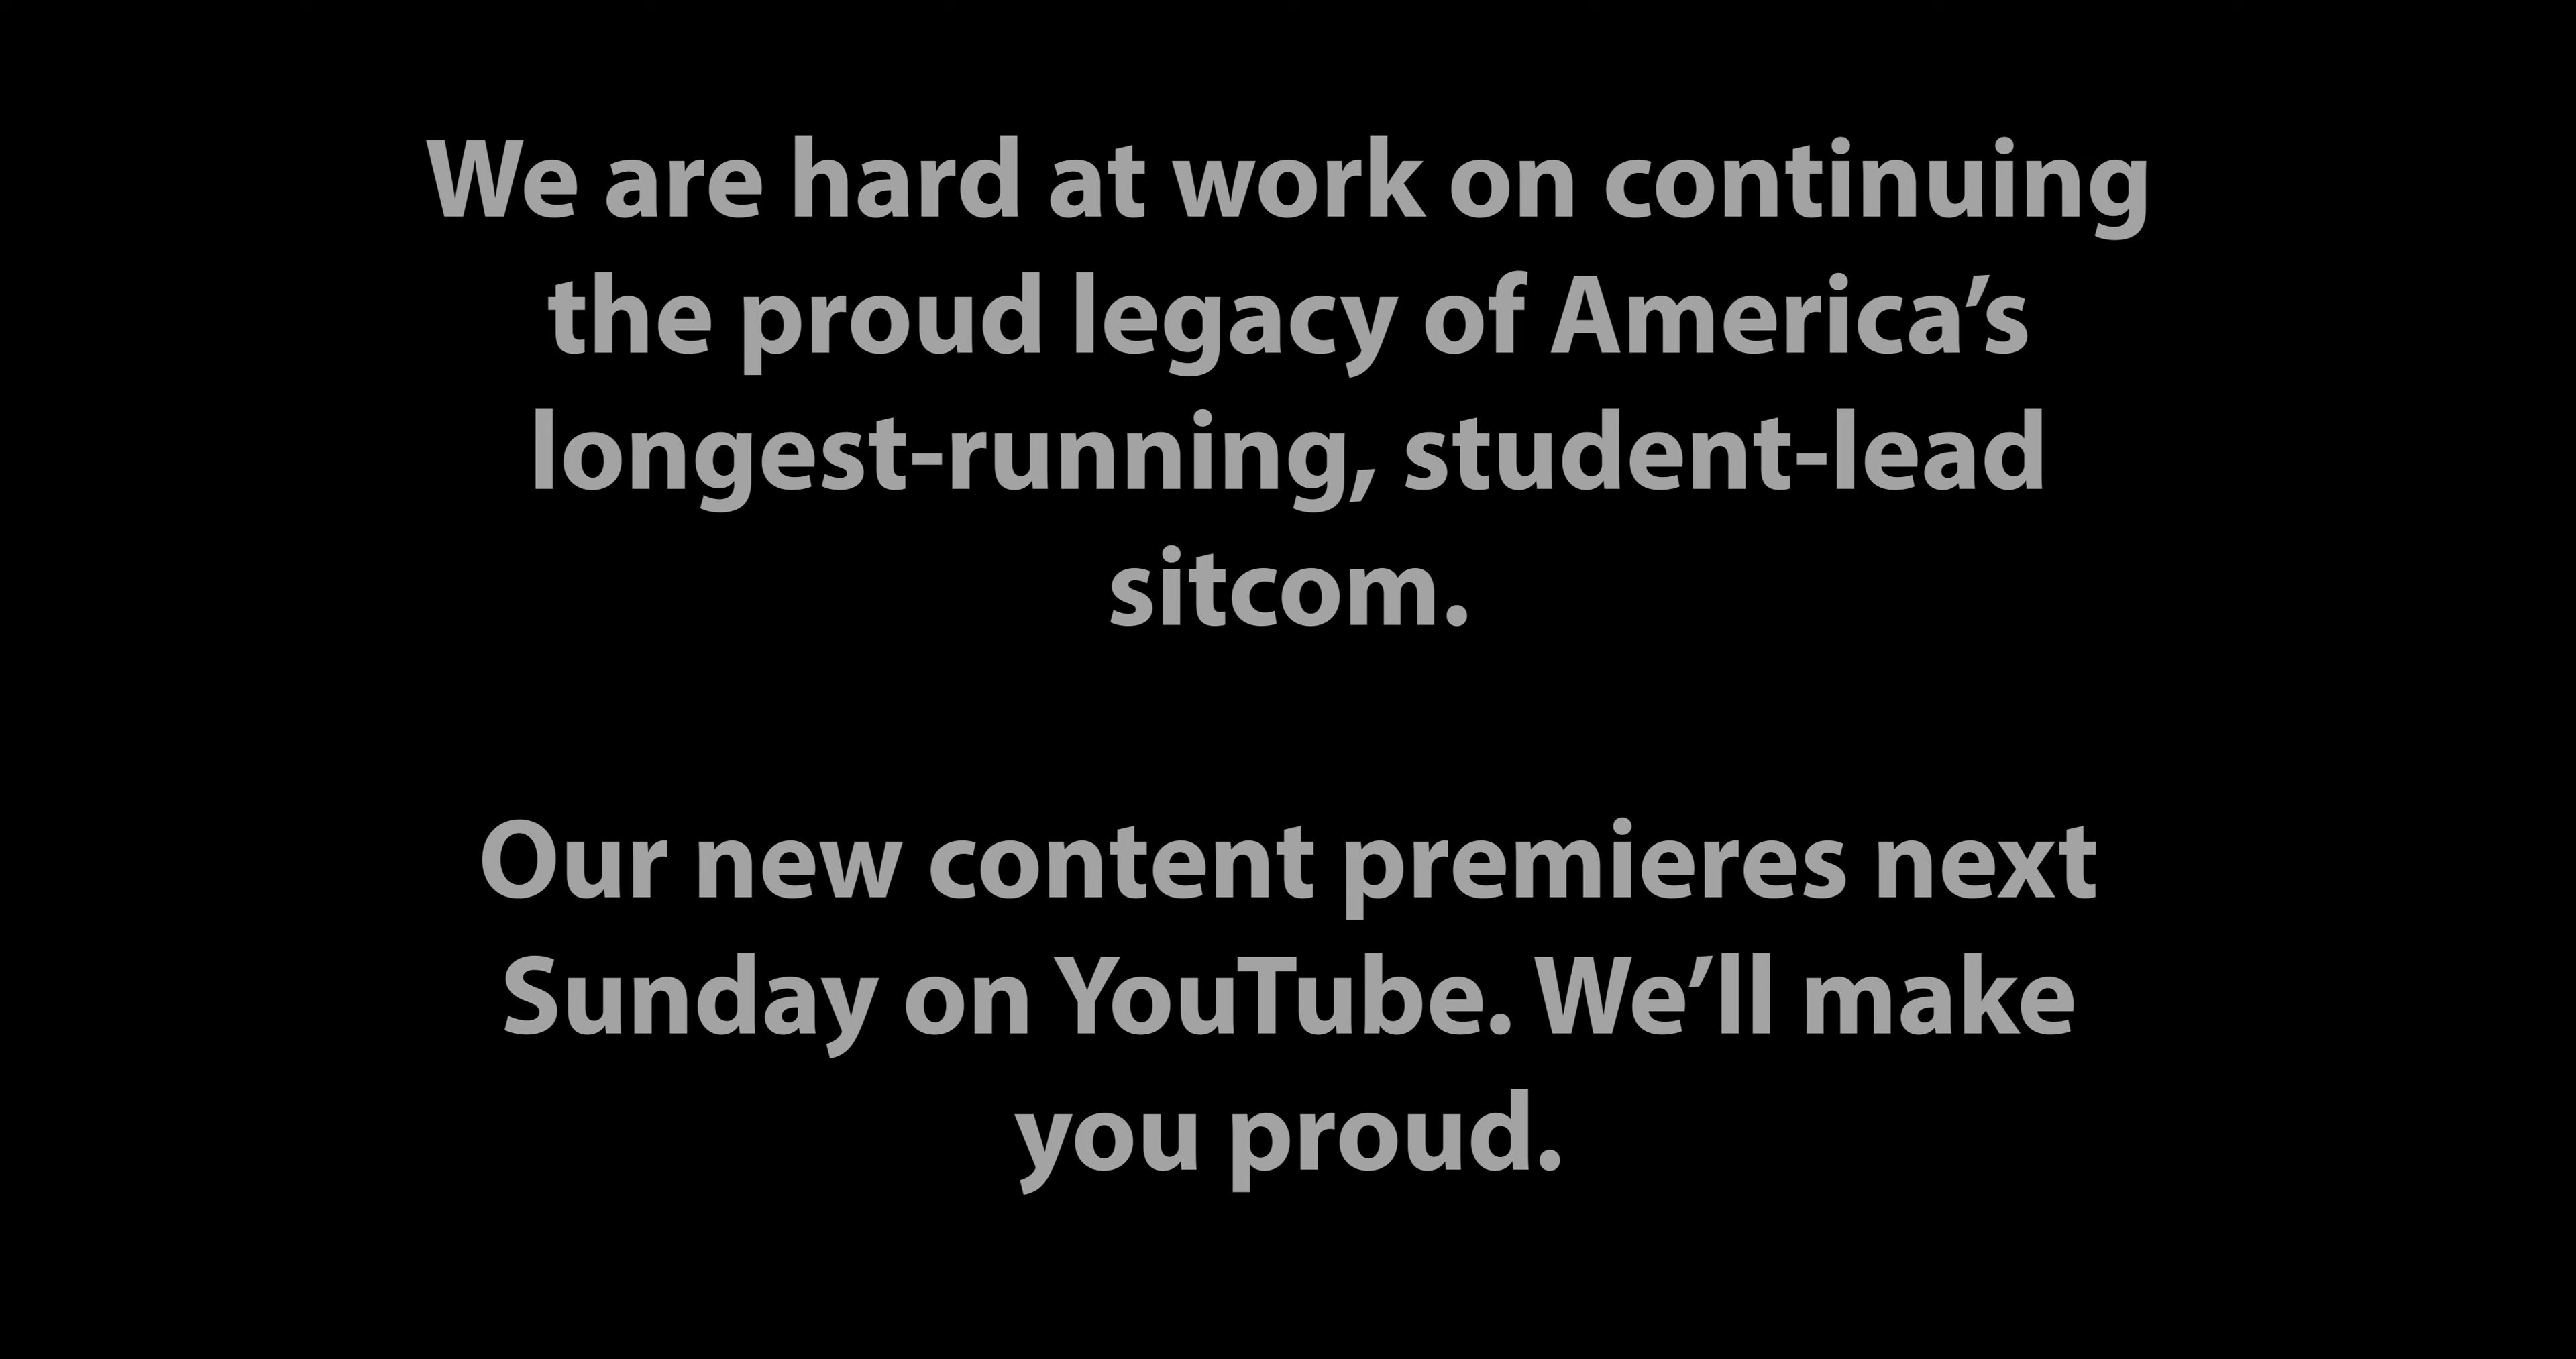 We are hard at work on continuing
the proud legacy of America’s
longest-running, student-lead
sitcom.
Our new content premieres next
Sunday on YouTube. We’ll make
you proud.